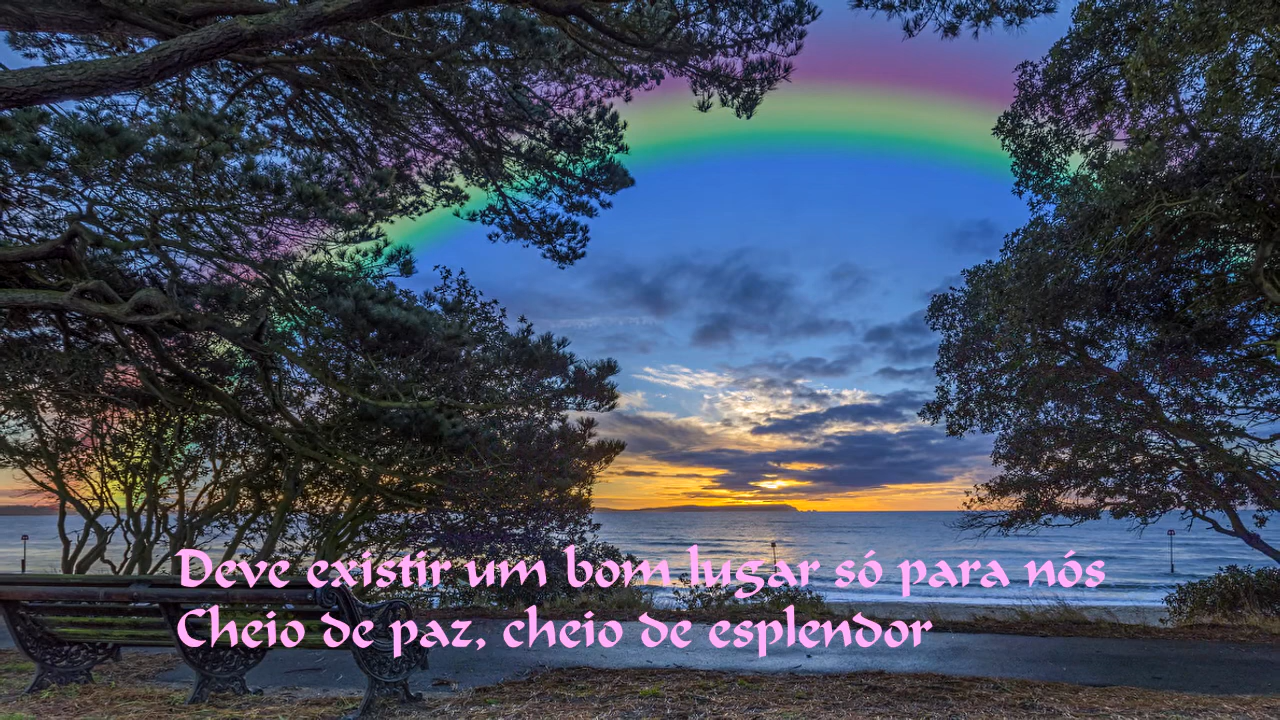 Deve existir um bom lugar só para nós
Cheio de paz, cheio de esplendor